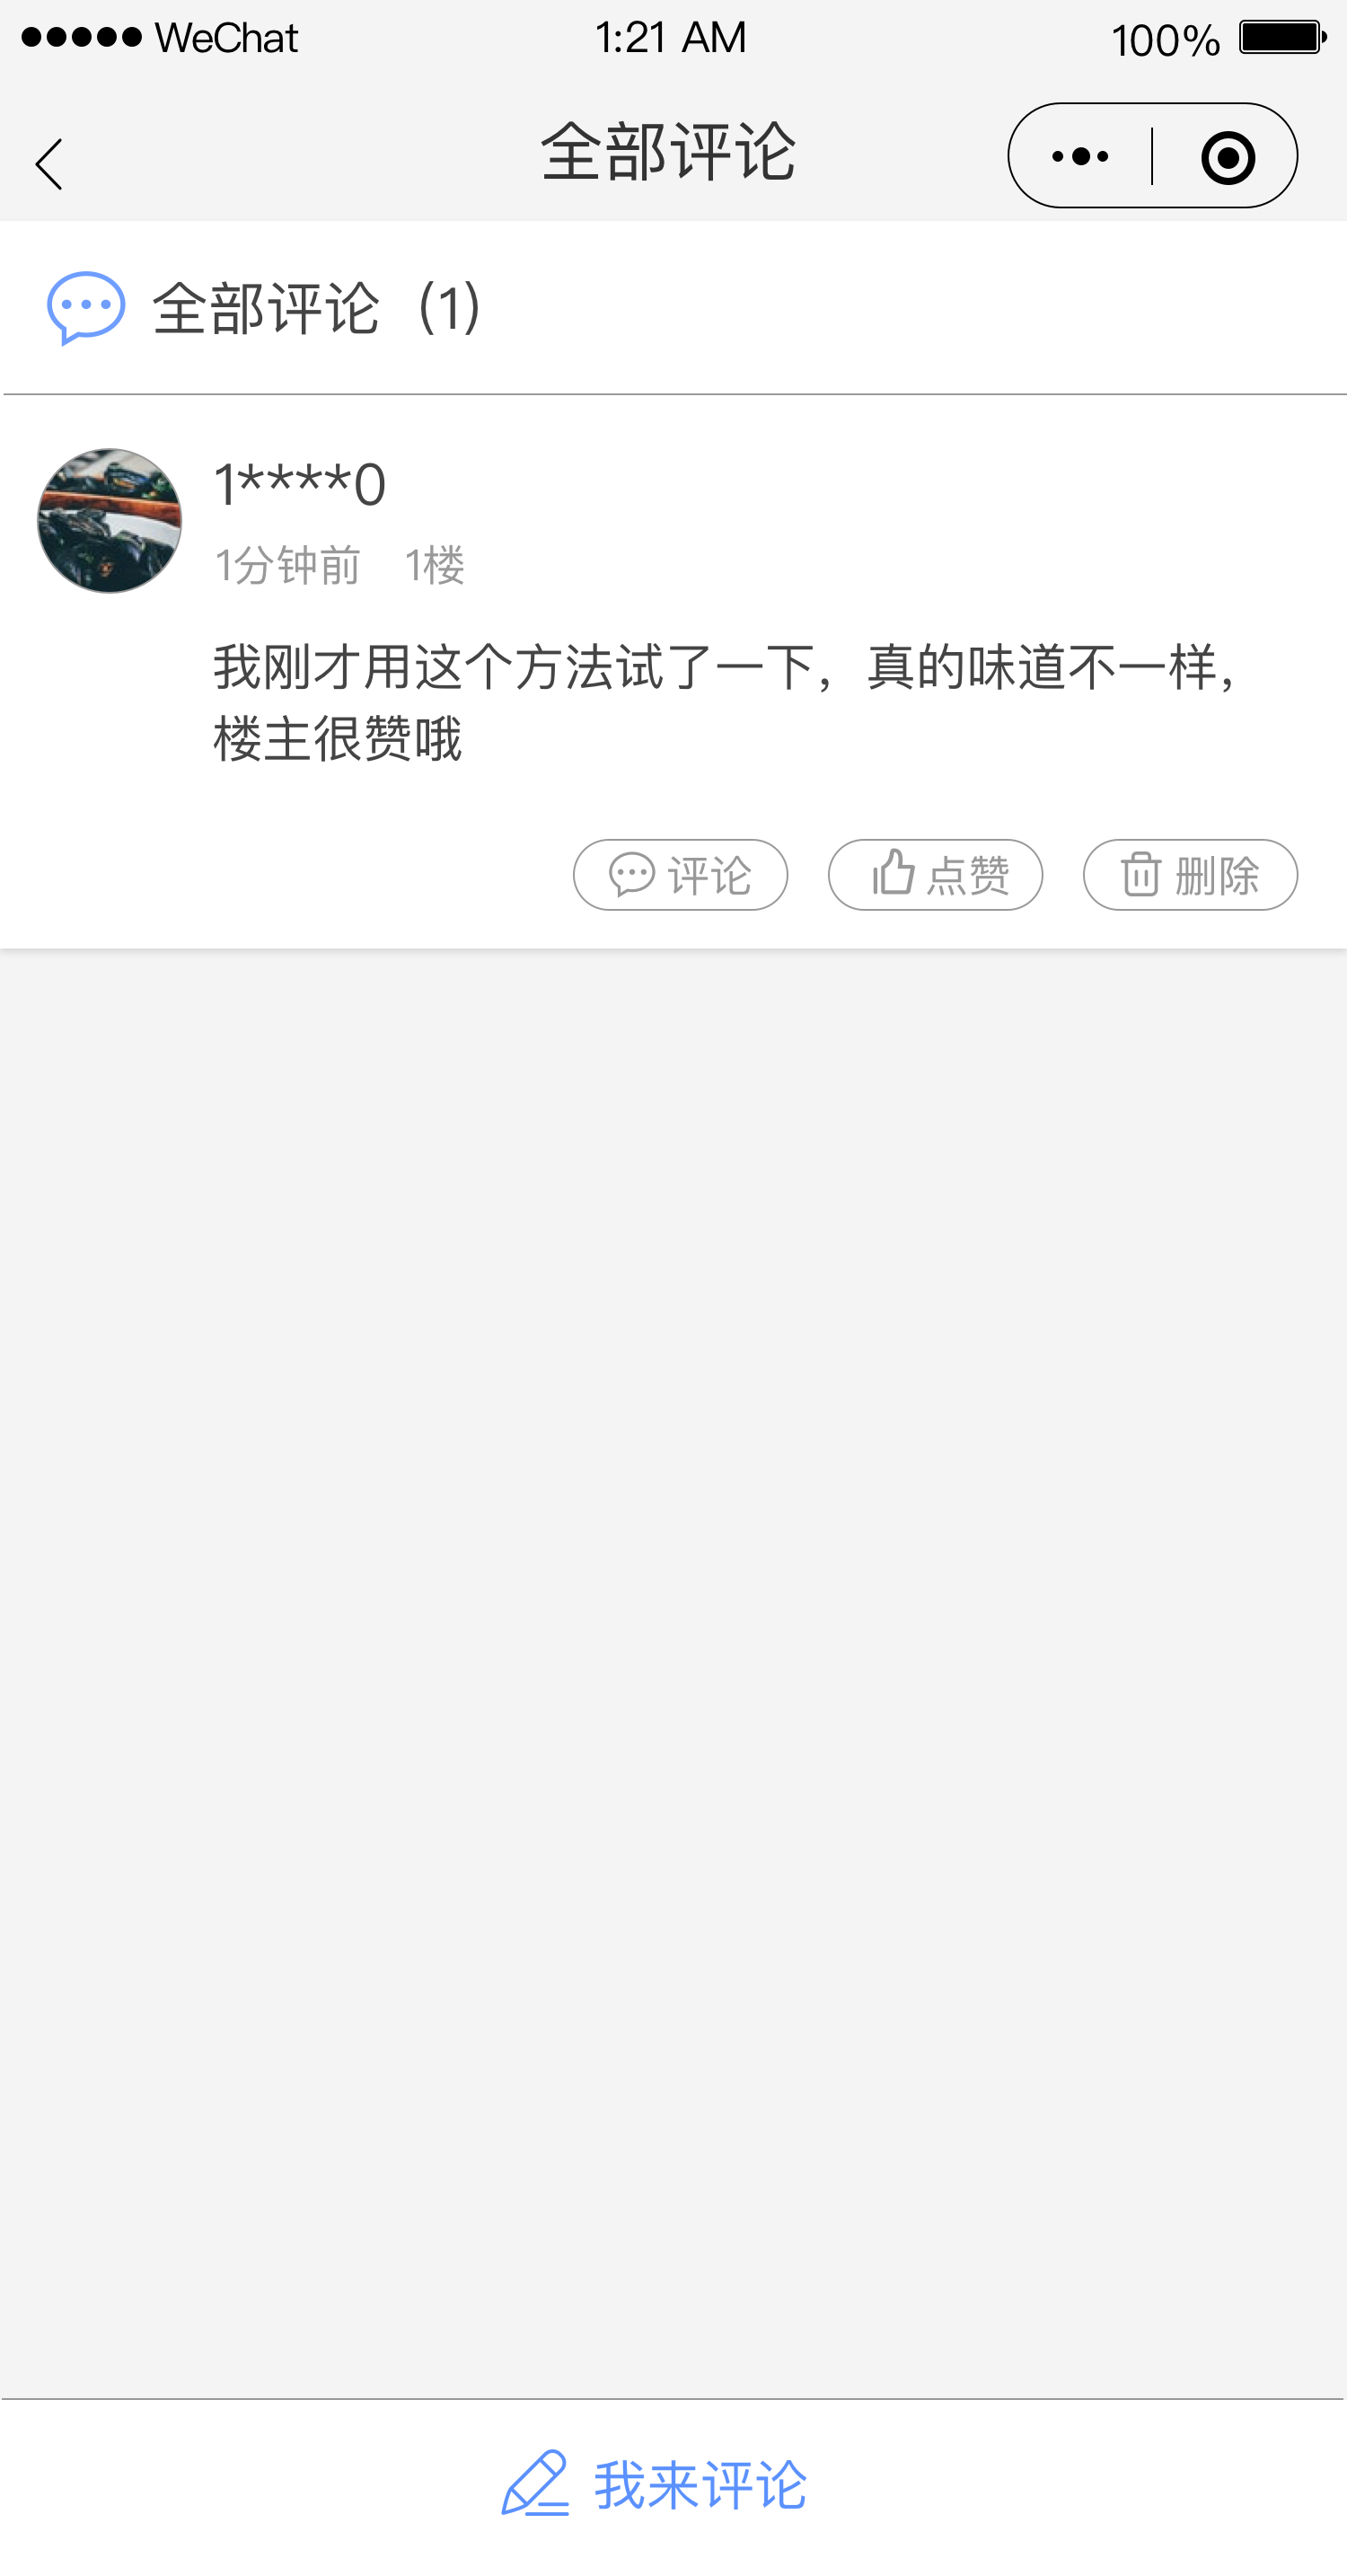 WeChat 1:21 AM 100%
全部评论
全部评论（1）
1****0
1分钟前 1楼
我刚才用这个方法试了一下，真的味道不一样，
楼主很赞哦
评论 点赞 删除
我来评论